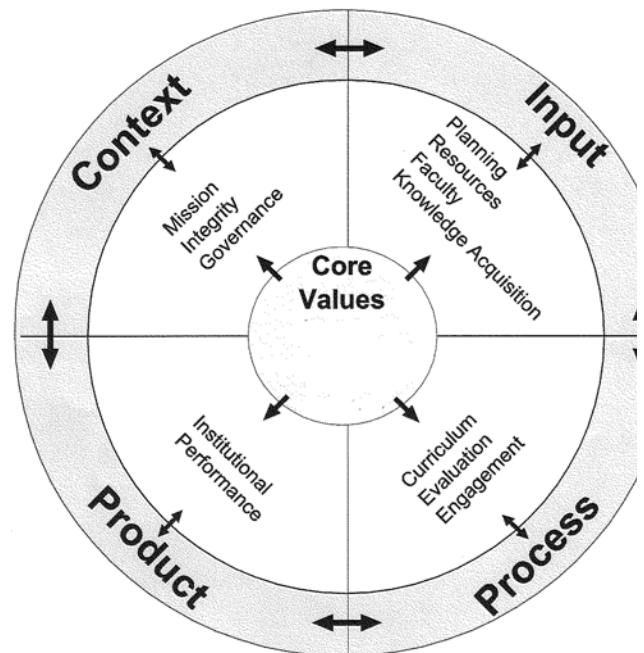 Context
Input
Mission
Integrity
Governance
Planning
Resources
Faculty
Knowledge Acquisition
Core
Values
Institutional
Performance
Curriculum
Evaluation
Engagement
Product
Process